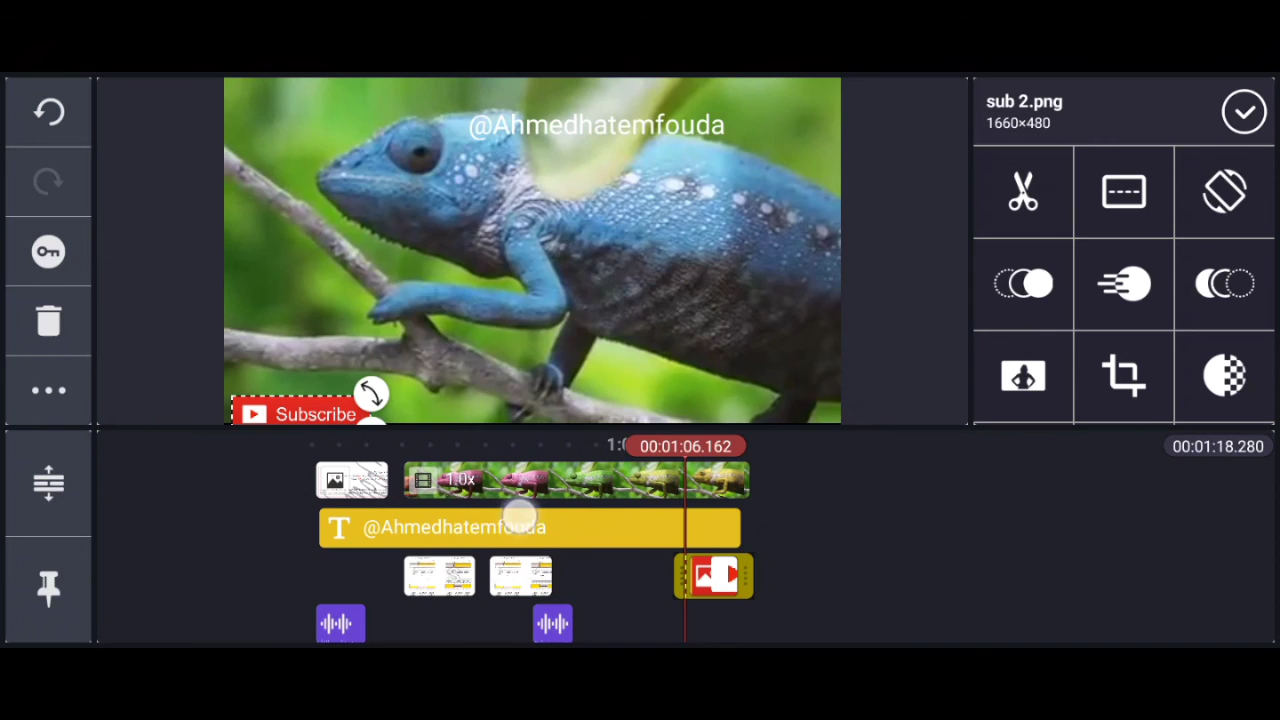 sub 2.png
1660×480
@Ahmedhatemfouda
Subscribe
00:01:06.162
00:01:18.280
1.0x
T @Ahmedhatemfouda